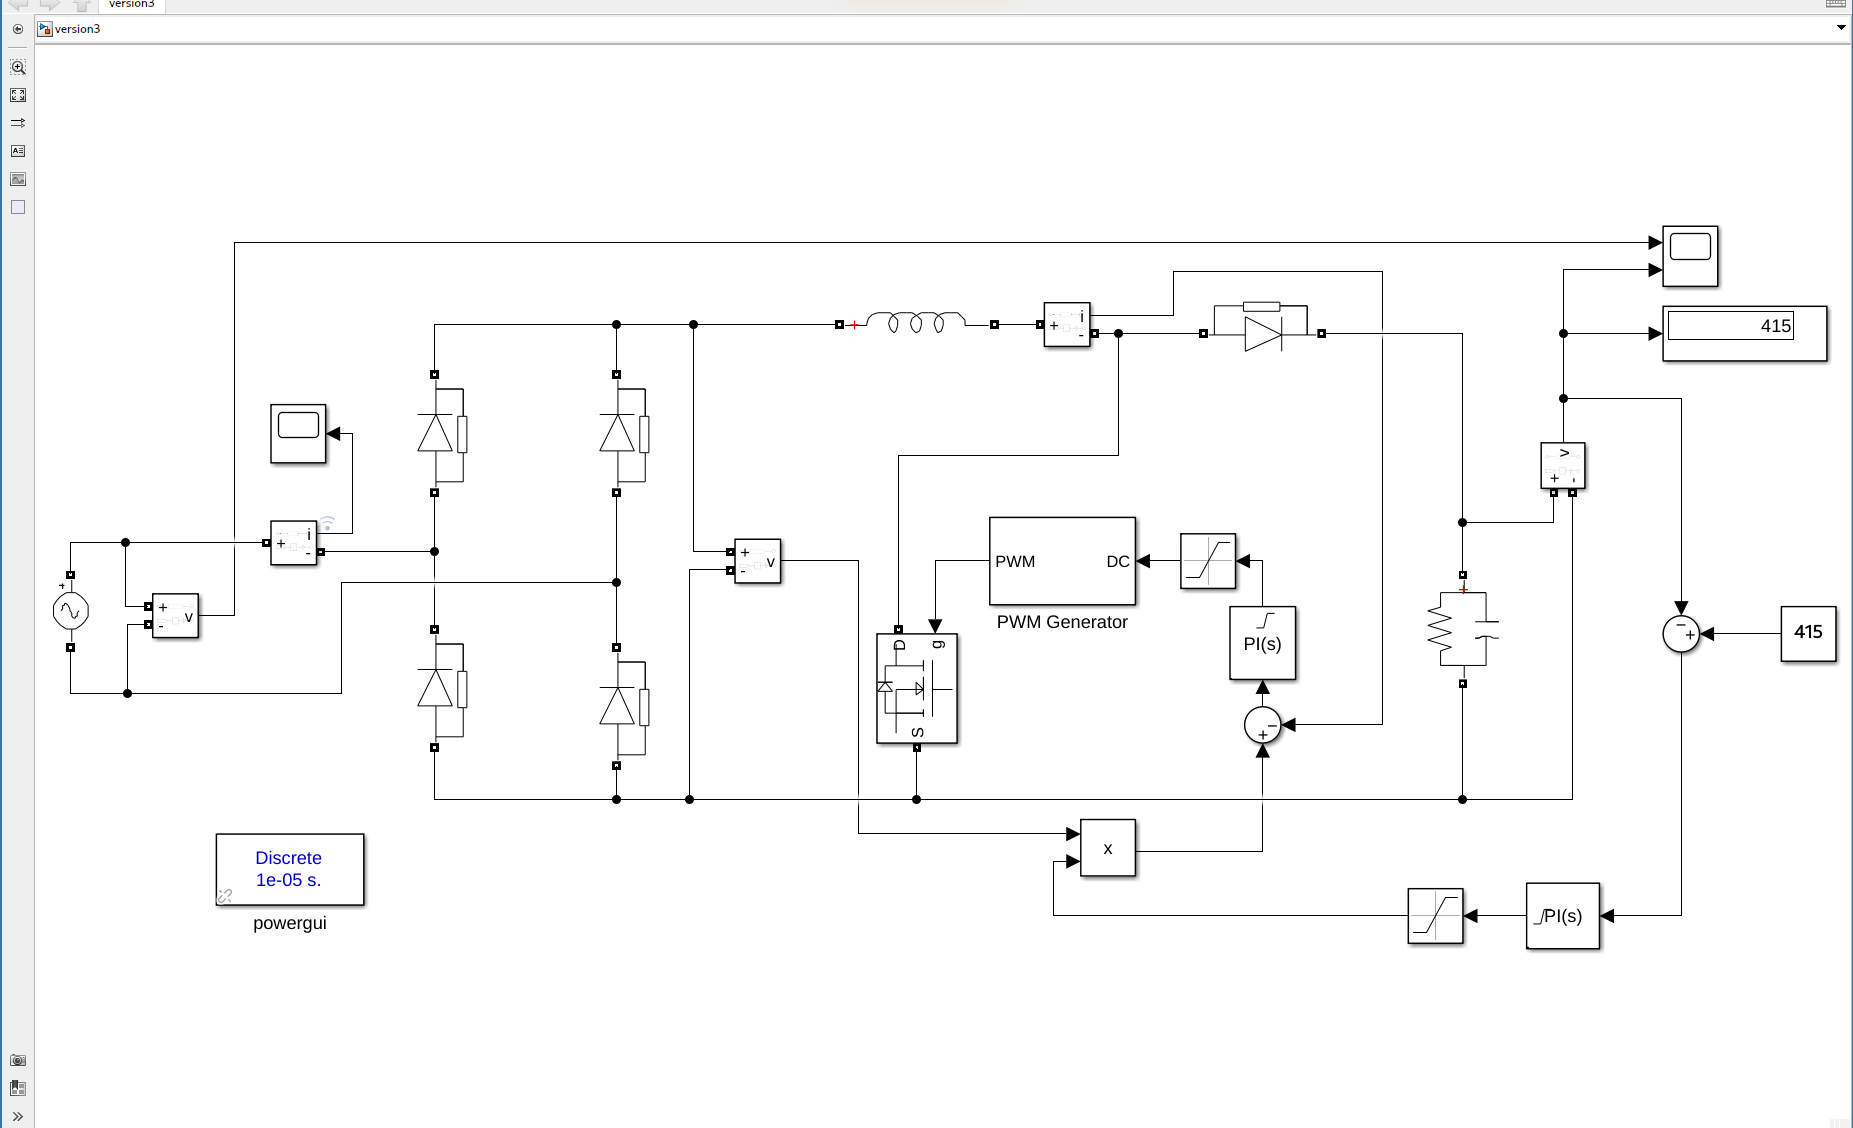 version3
version3
415
i
+
-
i
+
-
v
+
-
+
-
v
PWM
DC
PWM Generator
+
-
v
D
g
S
PI(s)
−
+
−
+
415
x
PI(s)
Discrete
1e-05 s.
powergui